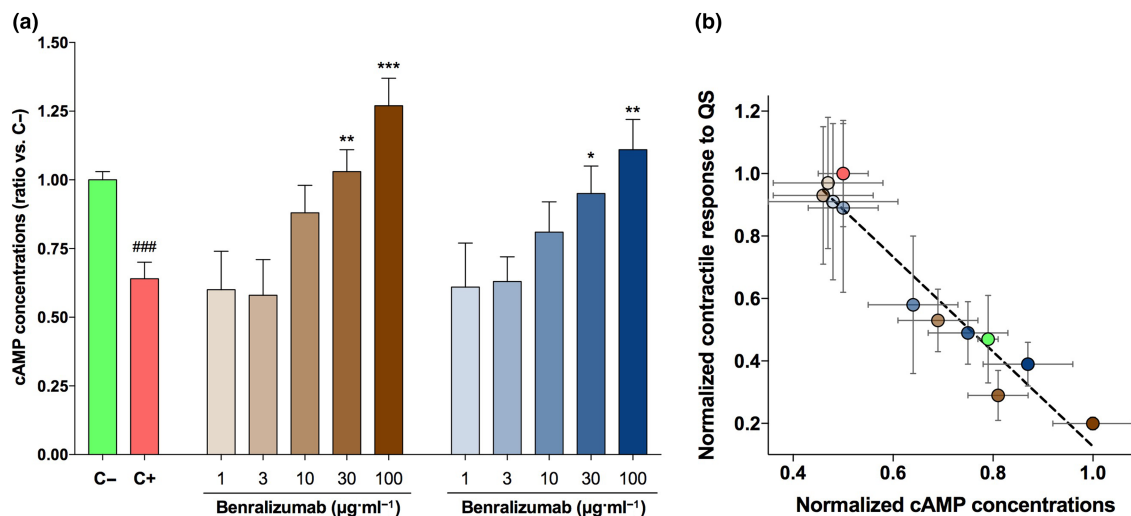 (a)
cAMP concentrations (ratio vs. C−)
1.50
1.25
1.00
0.75
0.50
0.25
0.00
###
**
***
*
**
C− C+ 1 3 10 30 100 1 3 10 30 100
Benralizumab (µg·ml⁻¹) Benralizumab (µg·ml⁻¹)
(b)
Normalized contractile response to QS
1.2
1.0
0.8
0.6
0.4
0.2
0.4 0.6 0.8 1.0
Normalized cAMP concentrations